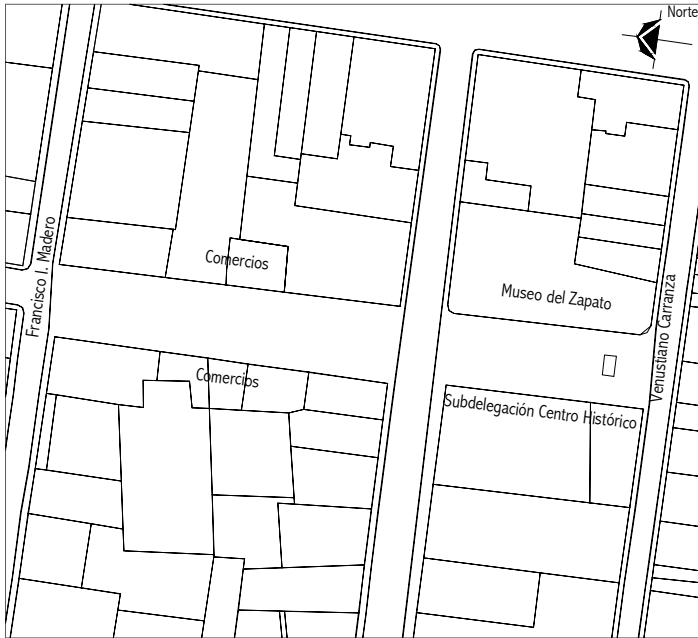 Norte
Francisco I. Madero
Comercios
Museo del Zapato
Venustiano Carranza
Comercios
Subdelegación Centro Histórico